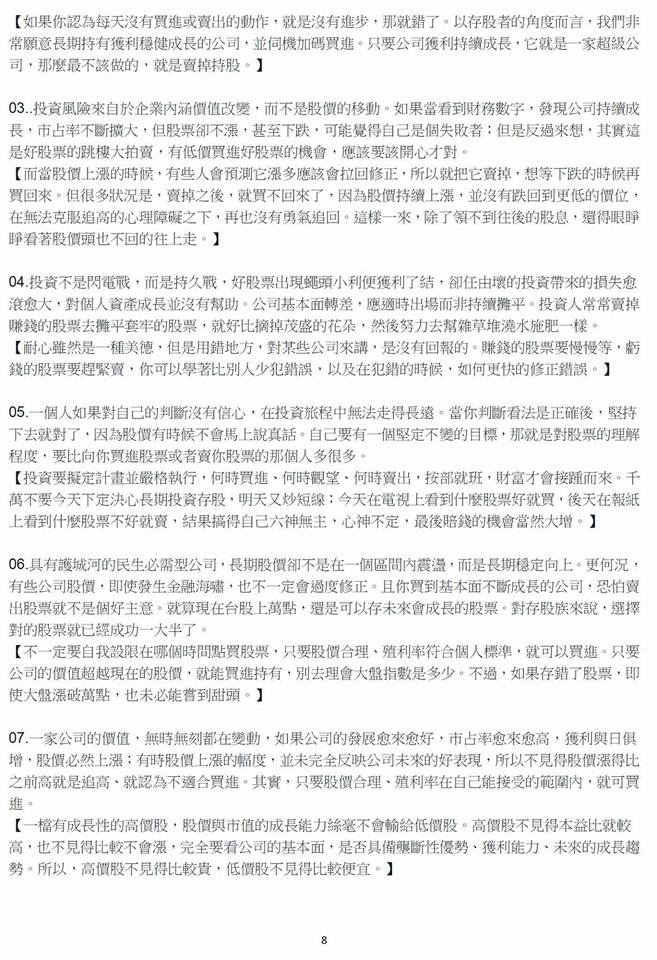 【如果你認為每天沒有買進或賣出的動作，就是沒有進步，那就錯了。以存股者的角度而言，我們非
常願意長期持有獲利穩健成長的公司，並伺機加碼買進。只要公司獲利持續成長，它就是一家超級公
司，那麼最不該做的，就是賣掉持股。】
03..投資風險來自於企業內涵價值改變，而不是股價的移動。如果當看到財務數字，發現公司持續成
長，市占率不斷擴大，但股票卻不漲，甚至下跌，可能覺得自己是個失敗者；但是反過來想，其實這
是好股票的跳樓大拍賣，有低價買進好股票的機會，應該要該開心才對。
【而當股價上漲的時候，有些人會預測它漲多應該會拉回修正，所以就把它賣掉，想等下跌的時候再
買回來。但很多狀況是，賣掉之後，就買不回來了，因為股價持續上漲，並沒有跌回到更低的價位，
在無法克服追高的心理障礙之下，再也沒有勇氣追回。這樣一來，除了領不到往後的股息，還得眼睜
睜看著股價頭也不回的往上走。】
04.投資不是閃電戰，而是持久戰，好股票出現蠅頭小利便獲利了結，卻任由壞的投資帶來的損失愈
滾愈大，對個人資產成長並沒有幫助。公司基本面轉差，應適時出場而非持續攤平。投資人常常賣掉
賺錢的股票去攤平套牢的股票，就好比摘掉茂盛的花朵，然後努力去幫雜草堆澆水施肥一樣。
【耐心雖然是一種美德，但是用錯地方，對某些公司來講，是沒有回報的。賺錢的股票要慢慢等，虧
錢的股票要趕緊賣，你可以學著比別人少犯錯誤，以及在犯錯的時候，如何更快的修正錯誤。】
05.一個人如果對自己的判斷沒有信心，在投資旅程中無法走得長遠。當你判斷看法是正確後，堅持
下去就對了，因為股價有時候不會馬上說真話。自己要有一個堅定不變的目標，那就是對股票的理解
程度，要比向你買進股票或者賣你股票的那個人多很多。
【投資要擬定計畫並嚴格執行，何時買進、何時觀望、何時賣出，按部就班，財富才會接踵而來。千
萬不要今天下定決心長期投資存股，明天又炒短線；今天在電視上看到什麼股票好就買，後天在報紙
上看到什麼股票不好就賣，結果搞得自己六神無主，心神不定，最後賠錢的機會當然大增。】
06.具有護城河的民生必需型公司，長期股價卻不是在一個區間內震盪，而是長期穩定向上。更何況，
有些公司股價，即使發生金融海嘯，也不一定會過度修正。且你買到基本面不斷成長的公司，恐怕賣
出股票就不是個好主意。就算現在台股上萬點，還是可以存未來會成長的股票。對存股族來說，選擇
對的股票就已經成功一大半了。
【不一定要自我設限在哪個時間點買股票，只要股價合理、殖利率符合個人標準，就可以買進。只要
公司的價值超越現在的股價，就能買進持有，別去理會大盤指數是多少。不過，如果存錯了股票，即
使大盤漲破萬點，也未必能嘗到甜頭。】
07.一家公司的價值，無時無刻都在變動，如果公司的發展愈來愈好，市占率愈來愈高，獲利與日俱
增，股價必然上漲；有時股價上漲的幅度，並未完全反映公司未來的好表現，所以不見得股價漲得比
之前高就是追高、就認為不適合買進。其實，只要股價合理、殖利率在自己能接受的範圍內，就可買
進。
【一檔有成長性的高價股，股價與市值的成長能力絲毫不會輸給低價股。高價股不見得本益比就較
高，也不見得比較不會漲，完全要看公司的基本面，是否具備壟斷性優勢、獲利能力、未來的成長趨
勢。所以，高價股不見得比較貴，低價股不見得比較便宜。】
8